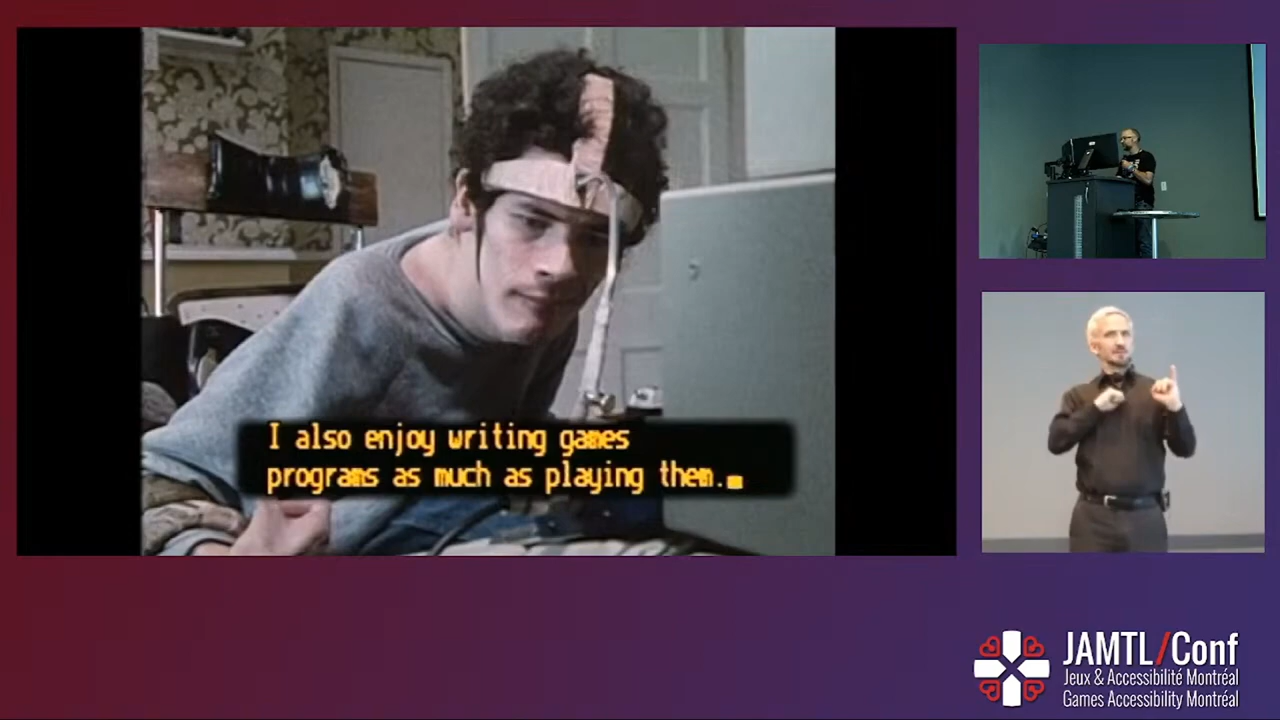 I also enjoy writing games
programs as much as playing them.
JAMTL/Conf
Jeux & Accessibilité Montréal
Games Accessibility Montréal